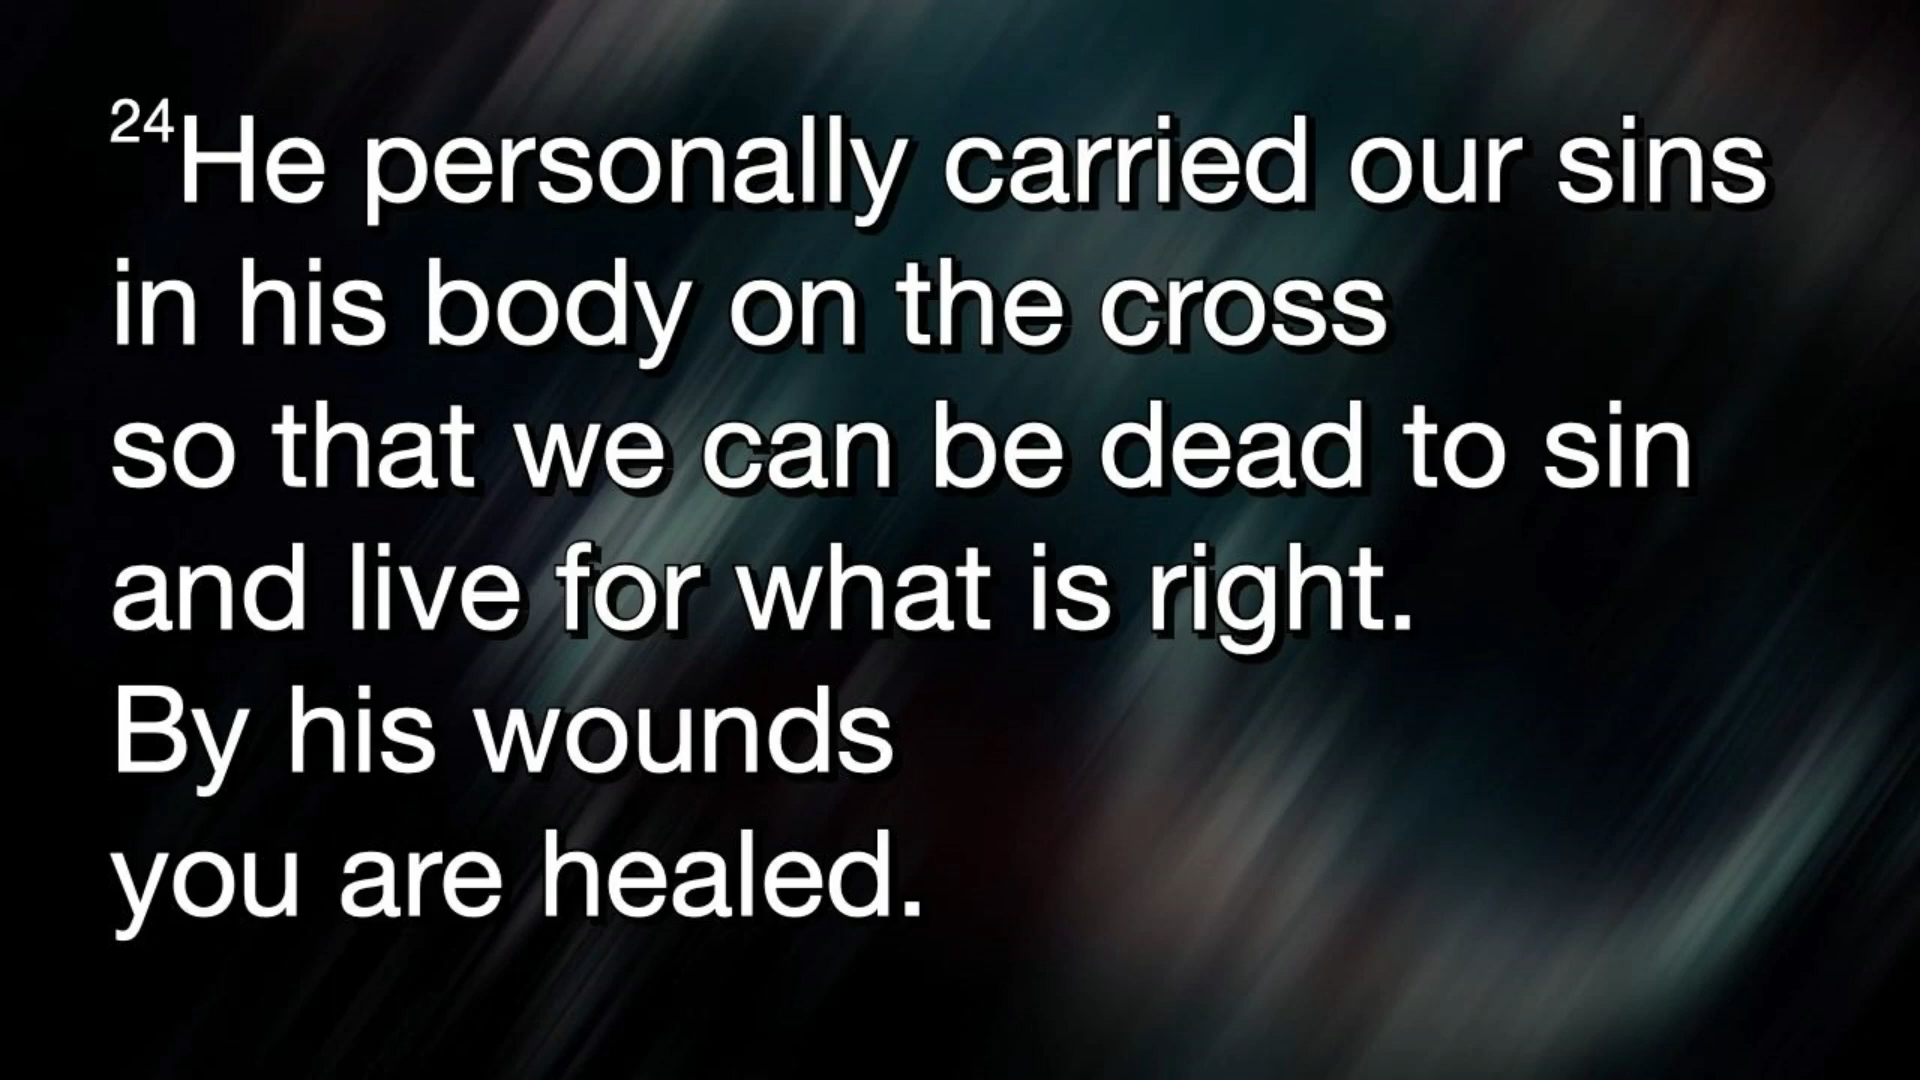 24He personally carried our sins
in his body on the cross
so that we can be dead to sin
and live for what is right.
By his wounds
you are healed.